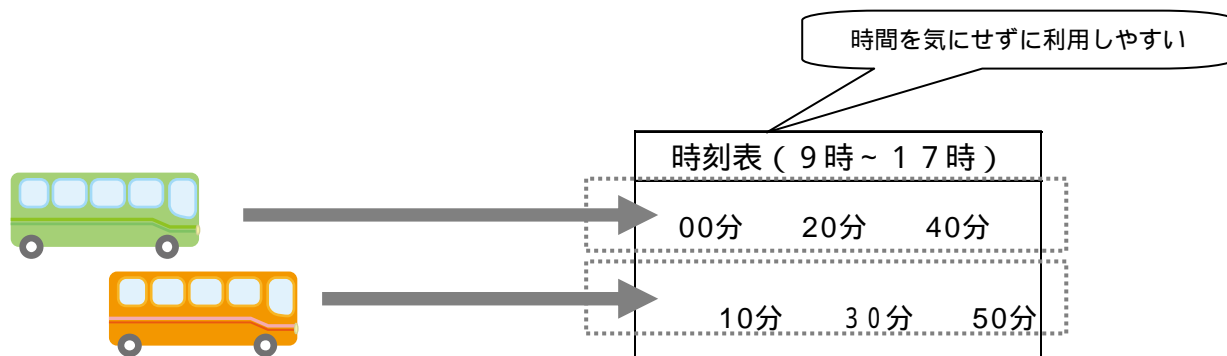 時間を気にせずに利用しやすい
時刻表（９時~１７時）
00分 20分 40分
10分 ３０分 50分